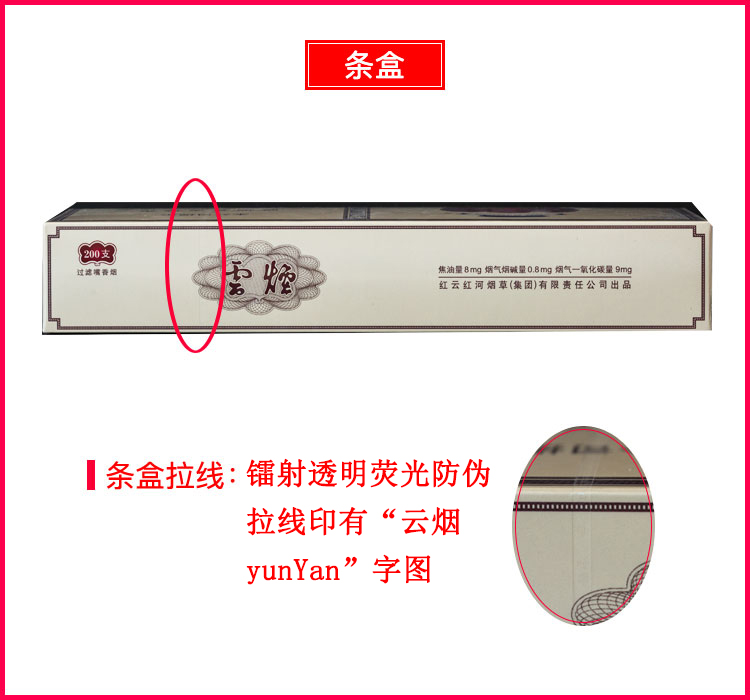 条盒
200支
过滤嘴香烟
雲煙
焦油量8mg 烟气烟碱量0.8mg 烟气一氧化碳量9mg
红云红河烟草(集团)有限责任公司出品
条盒拉线:镭射透明荧光防伪
拉线印有“云烟
yunYan”字图